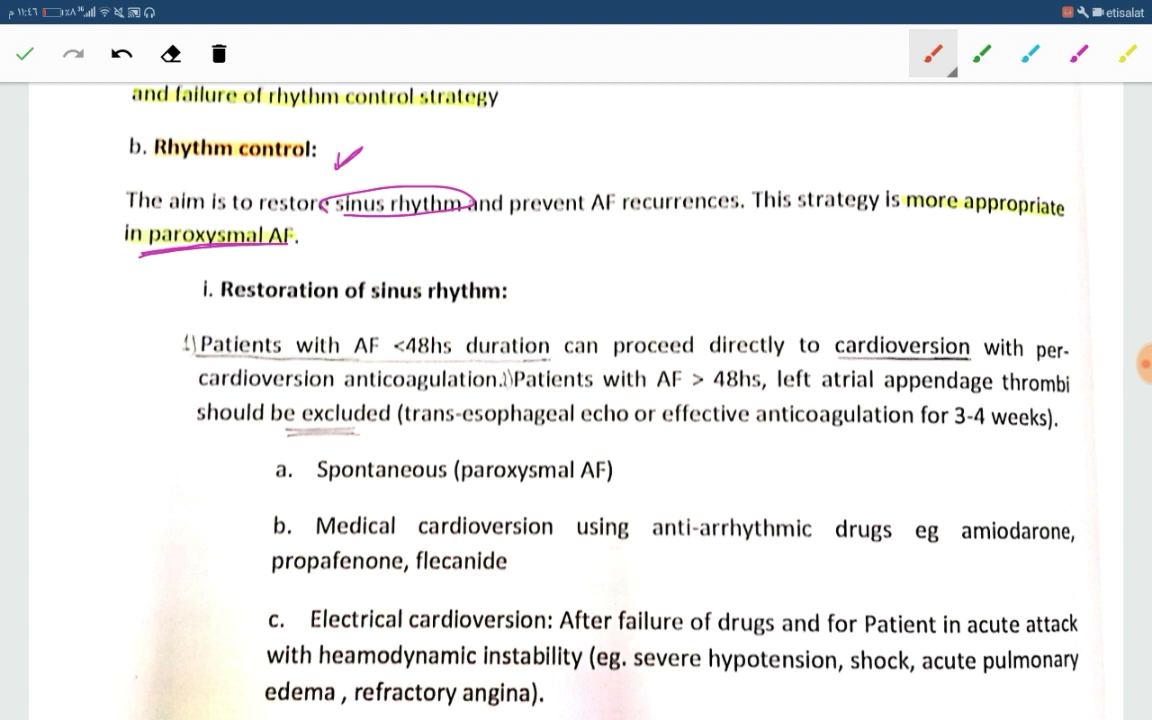 م ١١:٤٦ ٪٨ 3G etisalat
and failure of rhythm control strategy
b. Rhythm control:
The aim is to restore sinus rhythm and prevent AF recurrences. This strategy is more appropriate
in paroxysmal AF.
i. Restoration of sinus rhythm:
1) Patients with AF <48hs duration can proceed directly to cardioversion with per-
cardioversion anticoagulation. Patients with AF > 48hs, left atrial appendage thrombi
should be excluded (trans-esophageal echo or effective anticoagulation for 3-4 weeks).
a. Spontaneous (paroxysmal AF)
b. Medical cardioversion using anti-arrhythmic drugs eg amiodarone,
propafenone, flecanide
c. Electrical cardioversion: After failure of drugs and for Patient in acute attack
with heamodynamic instability (eg. severe hypotension, shock, acute pulmonary
edema , refractory angina).